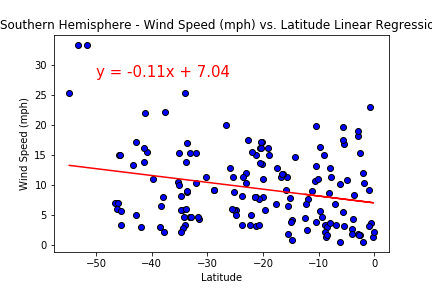 Southern Hemisphere - Wind Speed (mph) vs. Latitude Linear Regressio
y = -0.11x + 7.04
30
25
20
15
10
5
0
Wind Speed (mph)
−50 −40 −30 −20 −10 0
Latitude